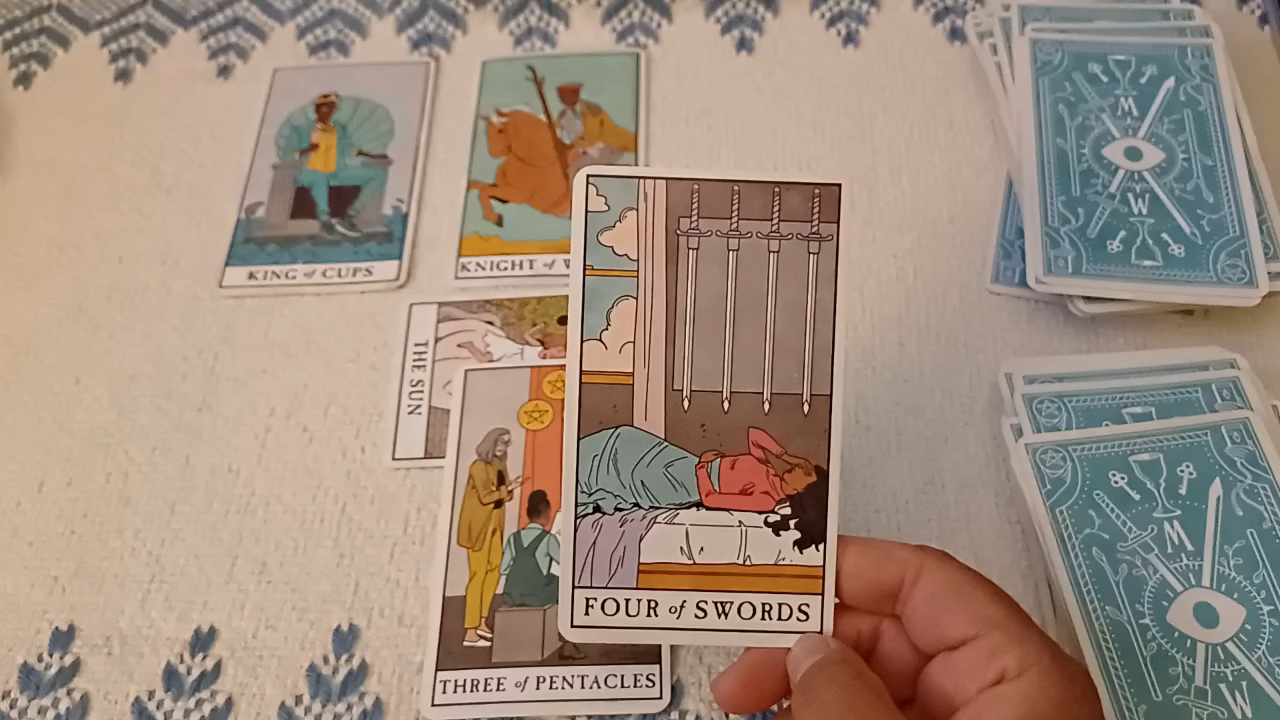 KING of CUPS
KNIGHT of
THE SUN
FOUR of SWORDS
THREE of PENTACLES
M
W
M
W